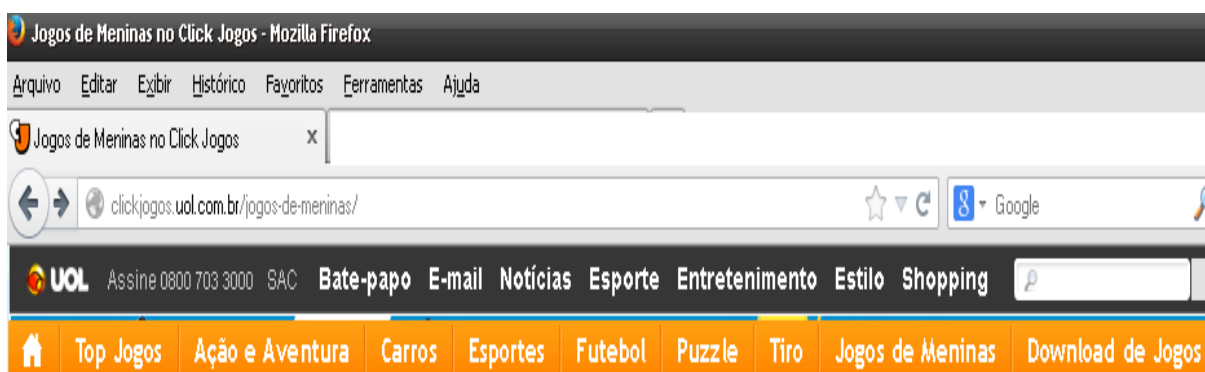 Jogos de Meninas no Click Jogos - Mozilla Firefox
Arquivo Editar Exibir Histórico Favoritos Ferramentas Ajuda
Jogos de Meninas no Click Jogos x
clickjogos.uol.com.br/jogos-de-meninas/ 8 Google
UOL Assine 0800 703 3000 SAC Bate-papo E-mail Notícias Esporte Entretenimento Estilo Shopping
Top Jogos Ação e Aventura Carros Esportes Futebol Puzzle Tiro Jogos de Meninas Download de Jogos